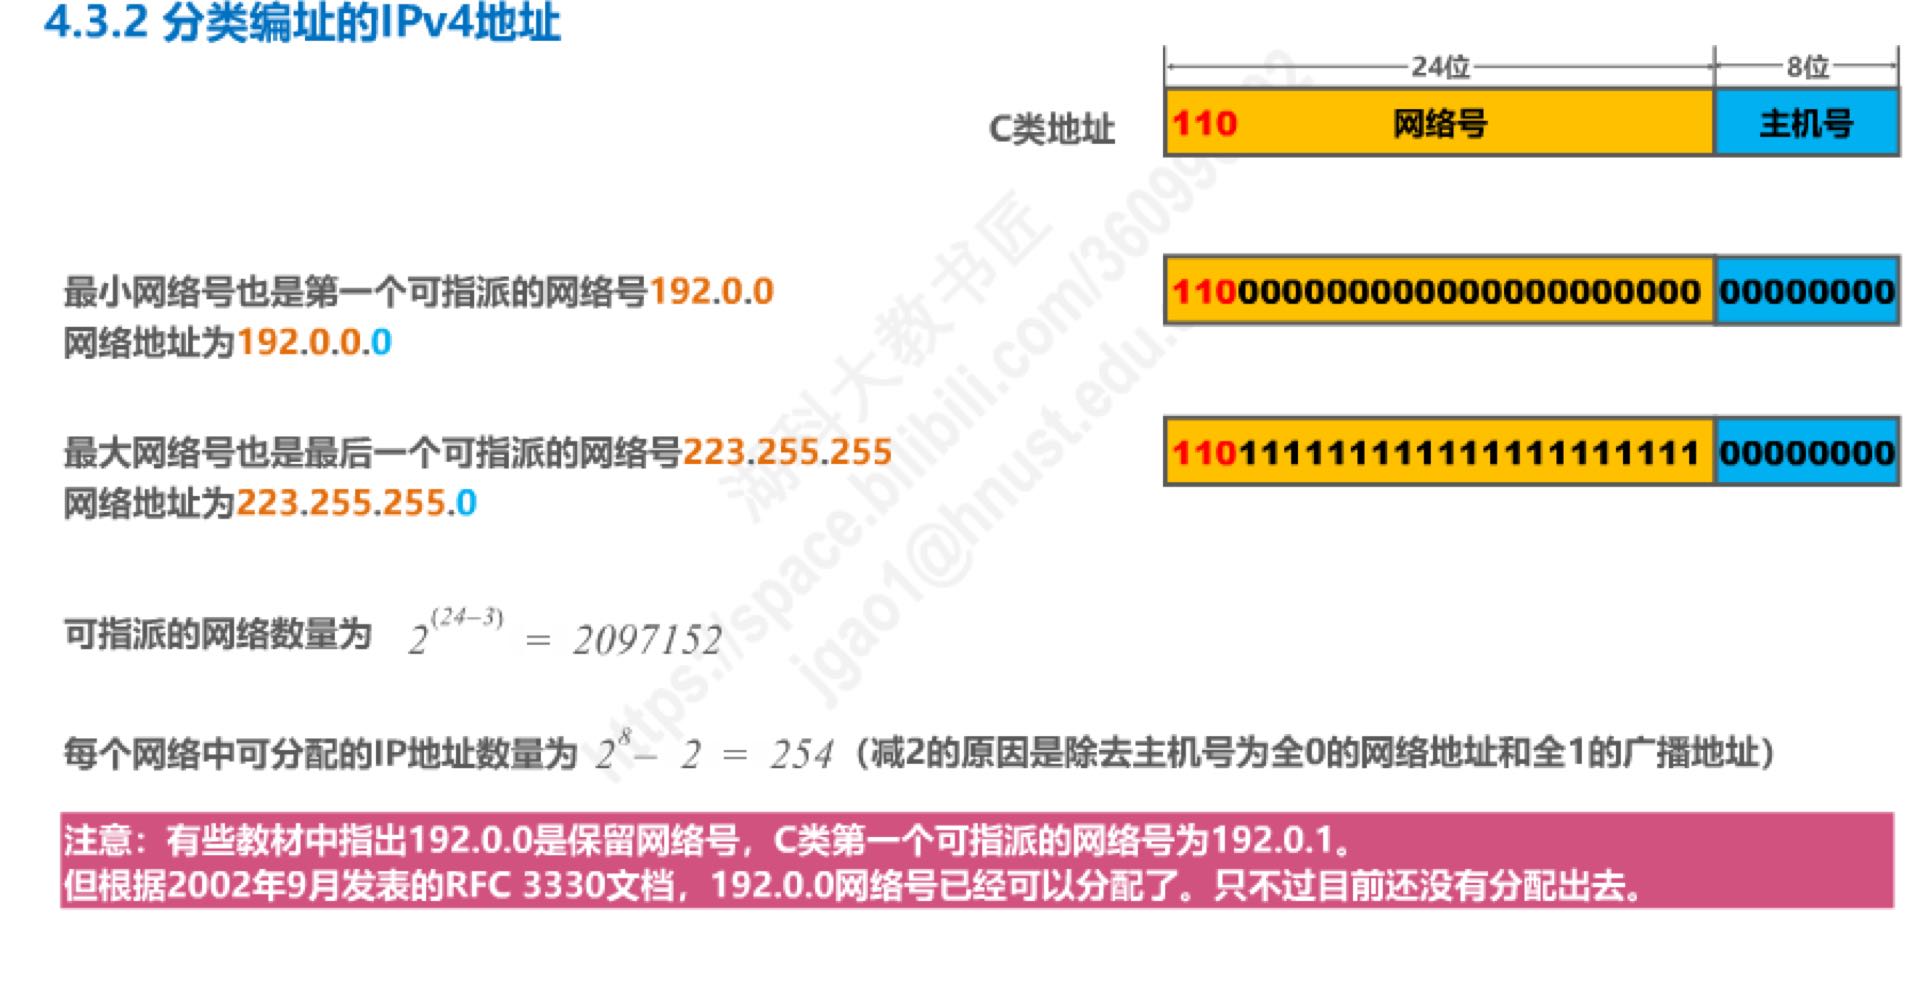 4.3.2 分类编址的IPv4地址
24位 8位
C类地址 110 网络号 主机号
最小网络号也是第一个可指派的网络号192.0.0
网络地址为192.0.0.0
110000000000000000000000 00000000
最大网络号也是最后一个可指派的网络号223.255.255
网络地址为223.255.255.0
110111111111111111111111 00000000
可指派的网络数量为 2^(24-3) = 2097152
每个网络中可分配的IP地址数量为 2^8 - 2 = 254（减2的原因是除去主机号为全0的网络地址和全1的广播地址）
注意：有些教材中指出192.0.0是保留网络号，C类第一个可指派的网络号为192.0.1。
但根据2002年9月发表的RFC 3330文档，192.0.0网络号已经可以分配了。只不过目前还没有分配出去。
湖科大教书匠